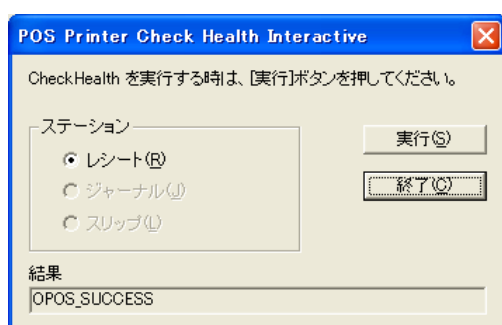 POS Printer Check Health Interactive
CheckHealth を実行する時は、[実行]ボタンを押してください。
ステーション
レシート(R)
ジャーナル(J)
スリップ(L)
実行(S)
終了(C)
結果
OPOS_SUCCESS